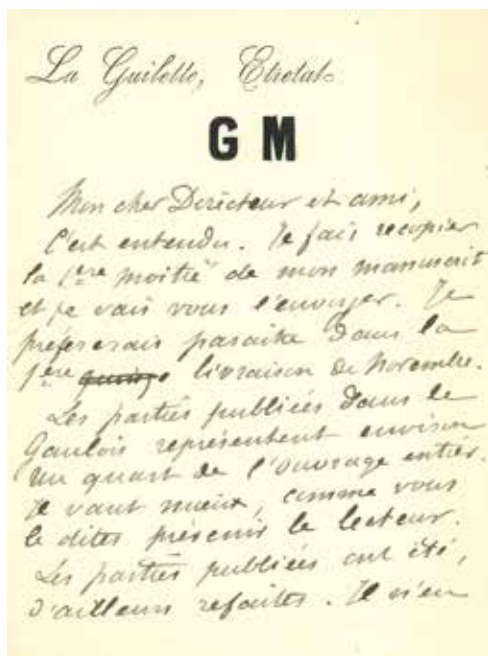 La Guillette, Etretat
G M
Mon cher Directeur et ami,
C'est entendu. Je fais recopier
la 1ère moitié de mon manuscrit
et je vais vous l'envoyer. Je
préférerais paraître dans la
1ère livraison de Novembre.
Les parties publiées dans le
Gaulois représentent environ
un quart de l'ouvrage entier.
Il vaut mieux, comme vous
le dites prévenir le lecteur.
Les parties publiées ont été,
d'ailleurs refaites. Il n'en